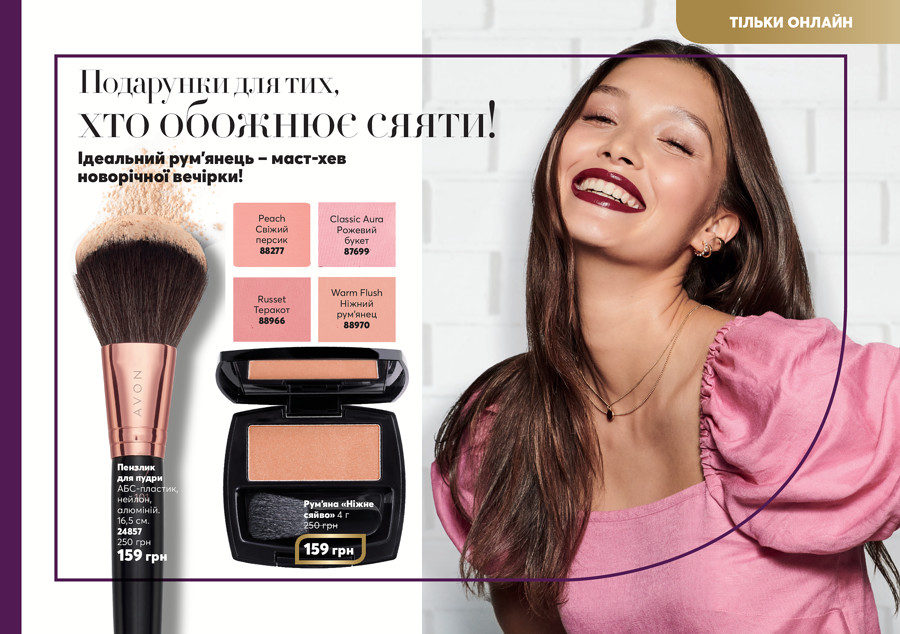 ТІЛЬКИ ОНЛАЙН
Подарунки для тих,
хто обожнює сяяти!
Ідеальний рум'янець – маст-хев
новорічної вечірки!
Peach
Свіжий
персик
88277
Classic Aura
Рожевий
букет
87699
Russet
Теракот
88966
Warm Flush
Ніжний
рум'янец
88970
AVON
Пензлик
для пудри
АБС-пластик,
нейлон,
алюміній.
16,5 см.
24857
250 грн
159 грн
Рум'яна «Ніжне
сяйво» 4 г
250 грн
159 грн